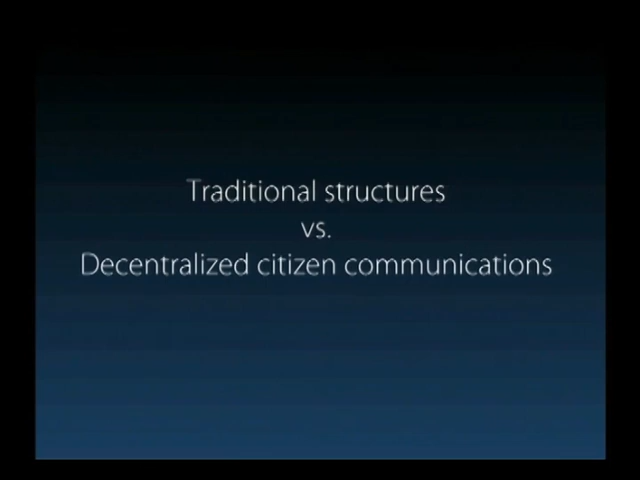 Traditional structures
vs.
Decentralized citizen communications